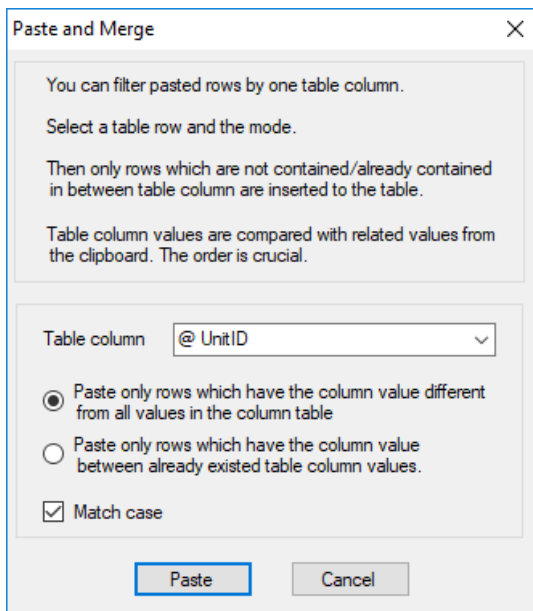 Paste and Merge
You can filter pasted rows by one table column.
Select a table row and the mode.
Then only rows which are not contained/already contained
in between table column are inserted to the table.
Table column values are compared with related values from
the clipboard. The order is crucial.
Table column @ UnitID
Paste only rows which have the column value different
from all values in the column table
Paste only rows which have the column value
between already existed table column values.
Match case
Paste Cancel